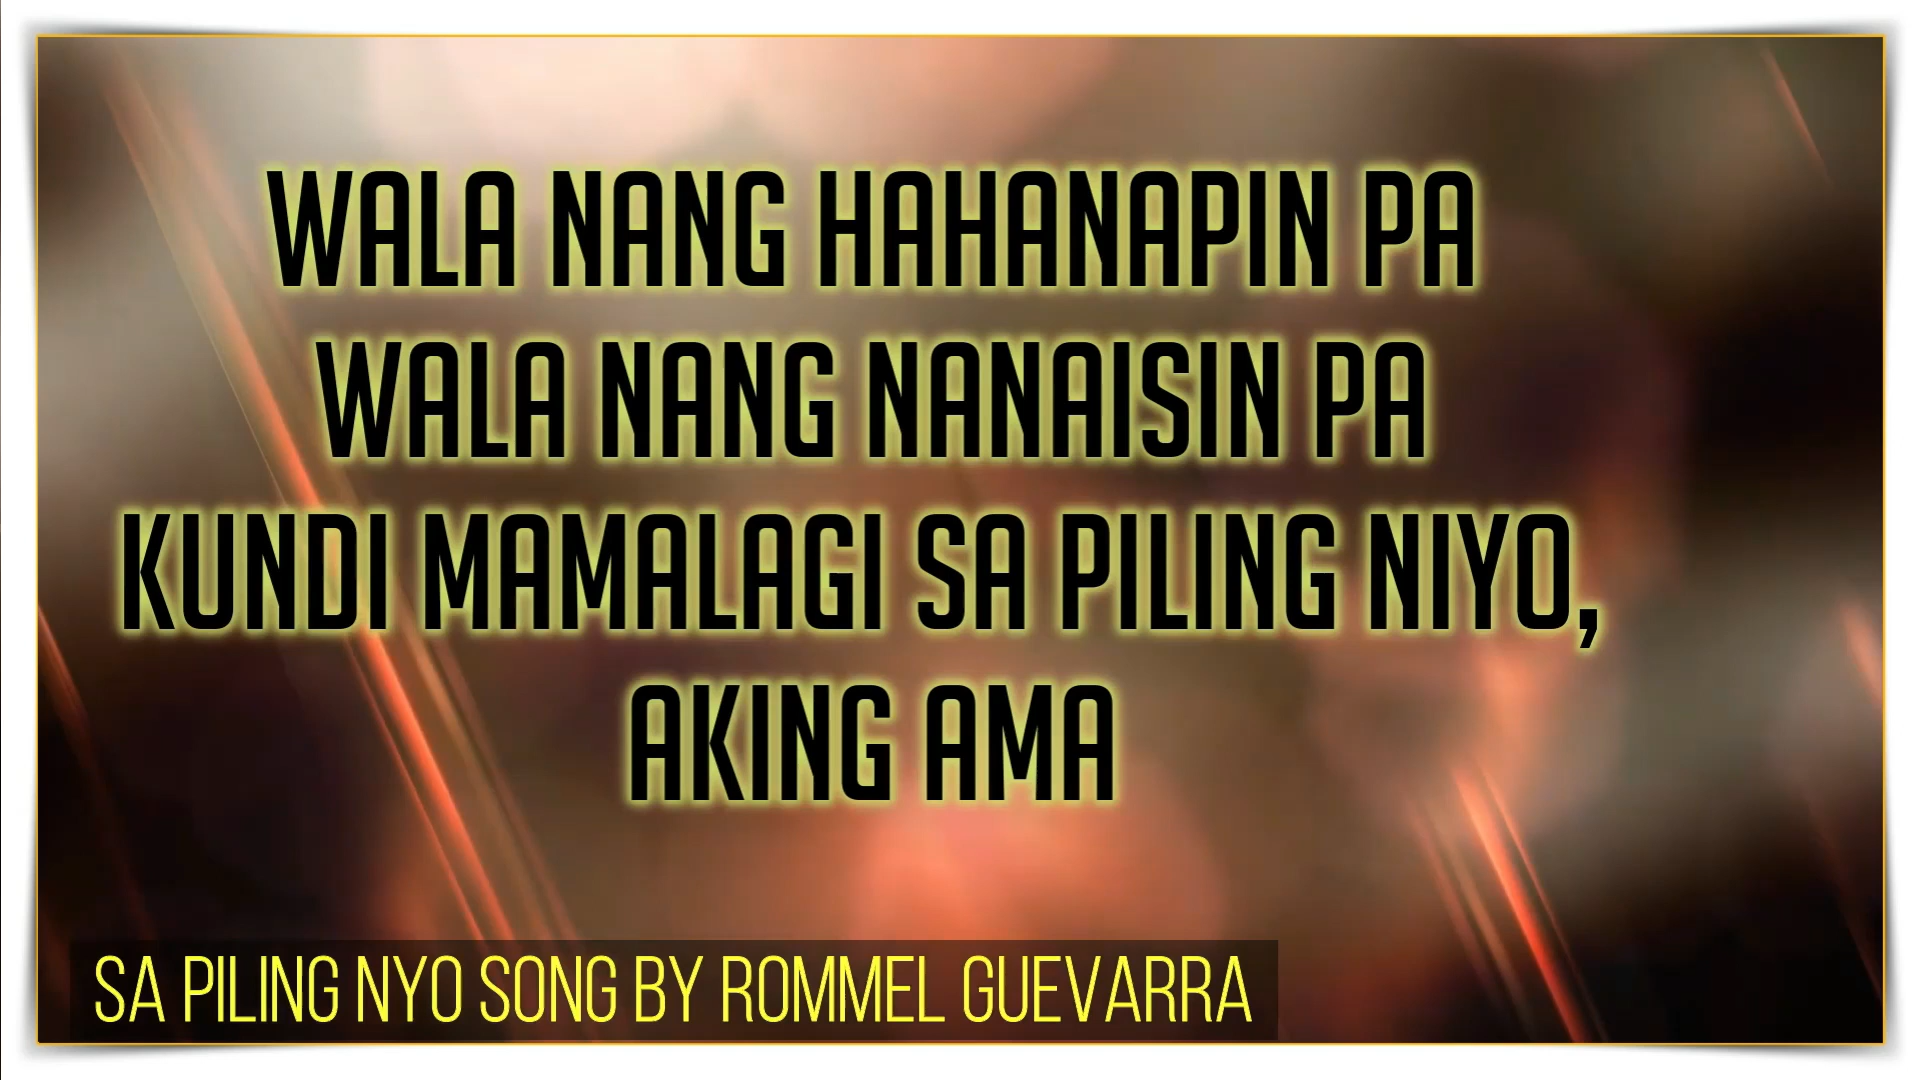 WALA NANG HAHANAPIN PA
WALA NANG NANAISIN PA
KUNDI MAMALAGI SA PILING NIYO,
AKING AMA
SA PILING NYO SONG BY ROMMEL GUEVARRA